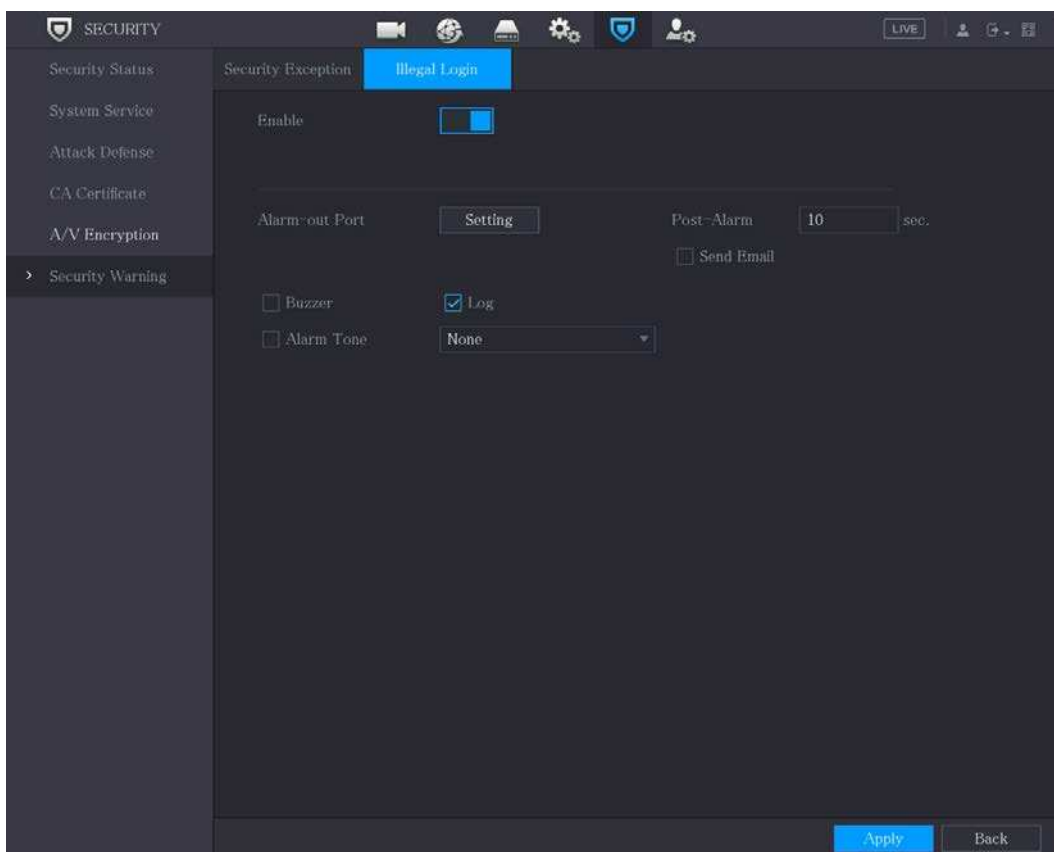 SECURITY
LIVE
Security Status
System Service
Attack Defense
CA Certificate
A/V Encryption
Security Warning
Security Exception
Illegal Login
Enable
Alarm-out Port
Setting
Post-Alarm
10
sec.
Send Email
Buzzer
Log
Alarm Tone
None
Apply
Back